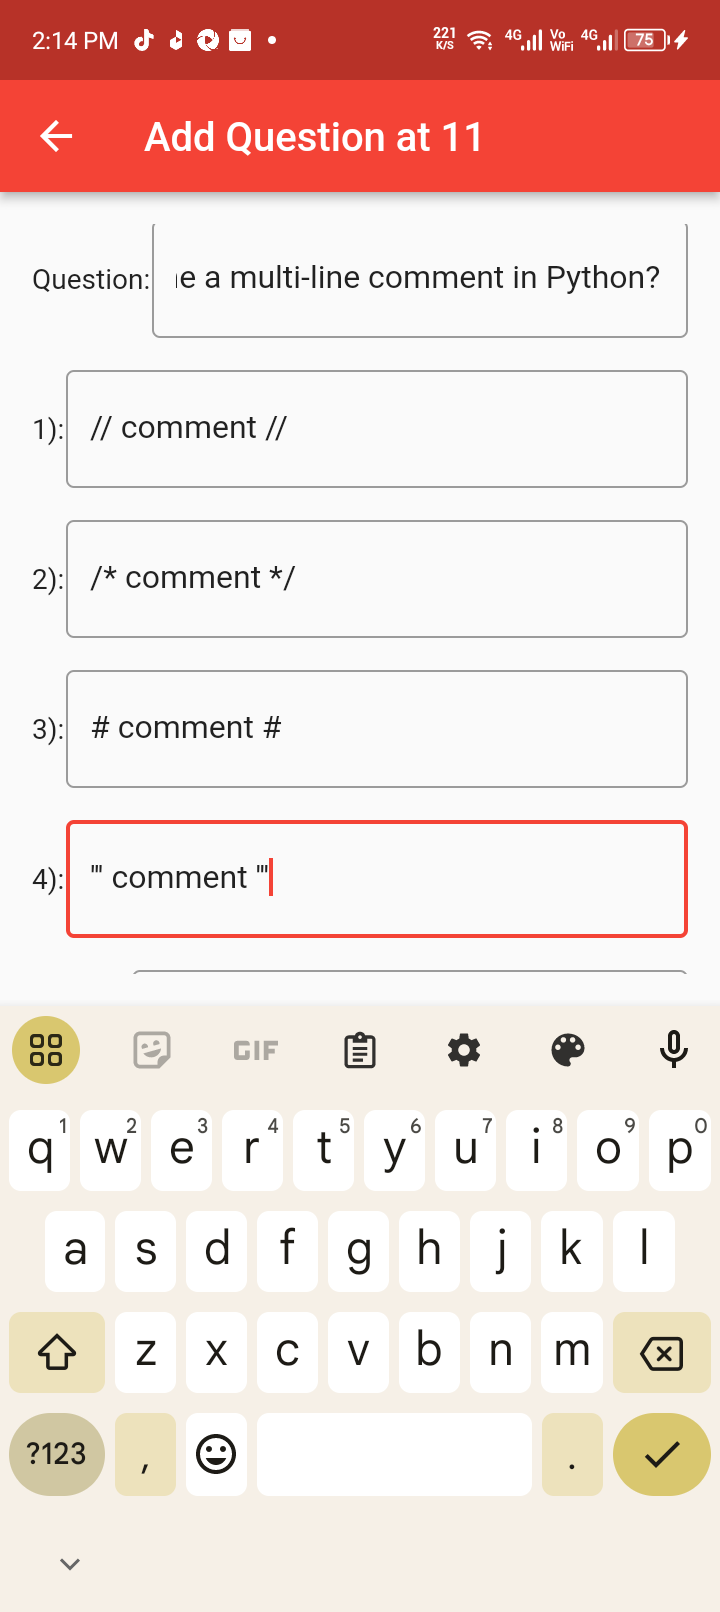 2:14 PM 221 K/S 4G Vo WiFi 4G 75
Add Question at 11
Question: e a multi-line comment in Python?
1): // comment //
2): /* comment */
3): # comment #
4): ''' comment '''
GIF
q1 w2 e3 r4 t5 y6 u7 i8 o9 p0
a s d f g h j k l
z x c v b n m
?123 , .